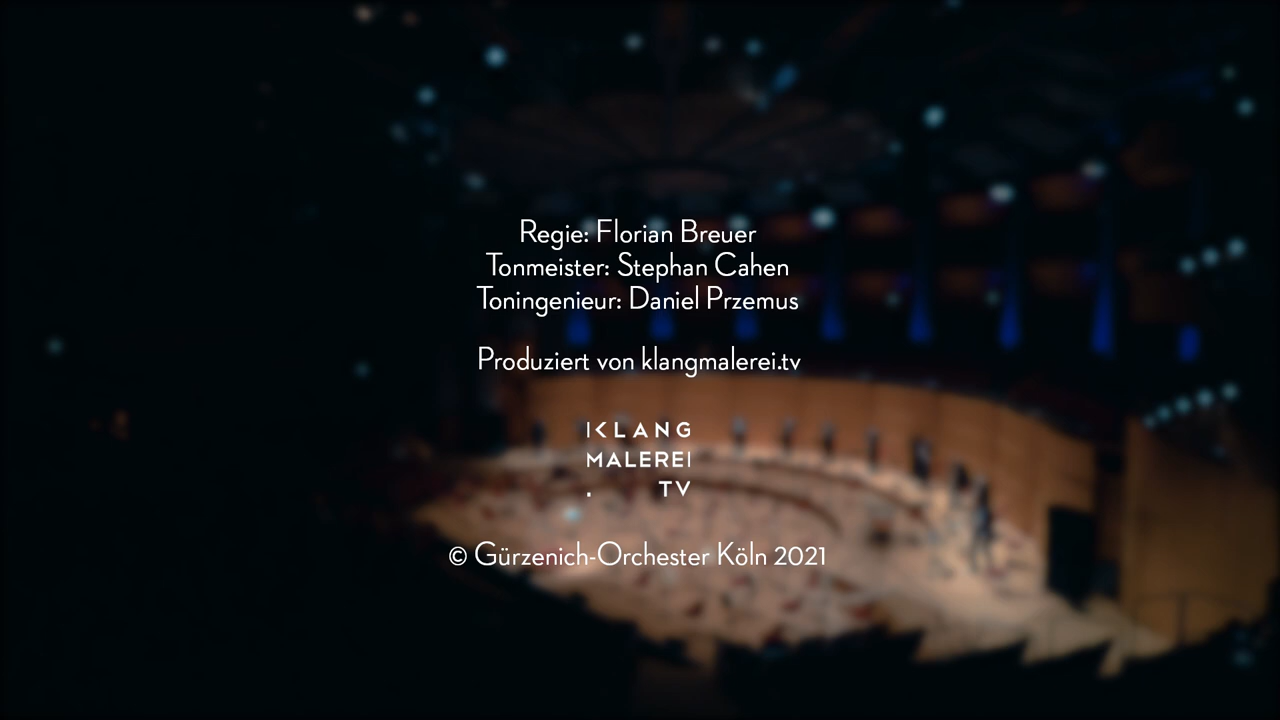 Regie: Florian Breuer
Tonmeister: Stephan Cahen
Toningenieur: Daniel Przemus
Produziert von klangmalerei.tv
KLANG
MALEREI
. TV
© Gürzenich-Orchester Köln 2021